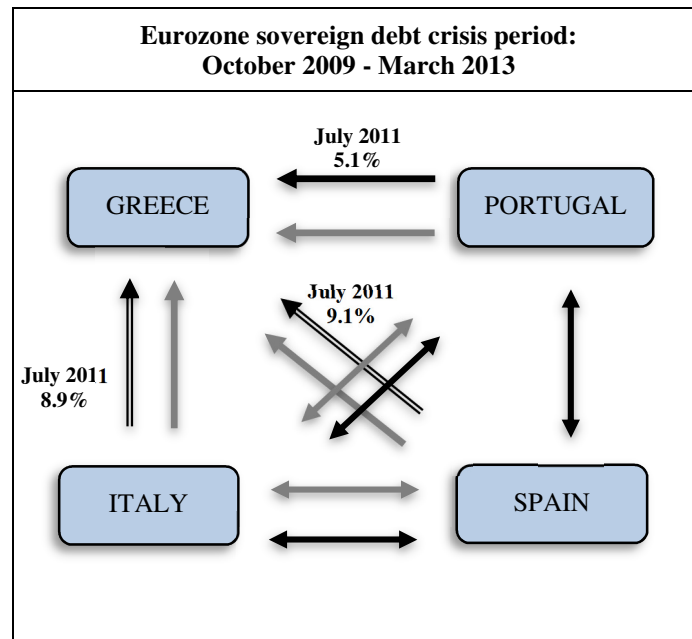 Eurozone sovereign debt crisis period:
October 2009 - March 2013
July 2011
5.1%
GREECE
PORTUGAL
July 2011
9.1%
July 2011
8.9%
ITALY
SPAIN